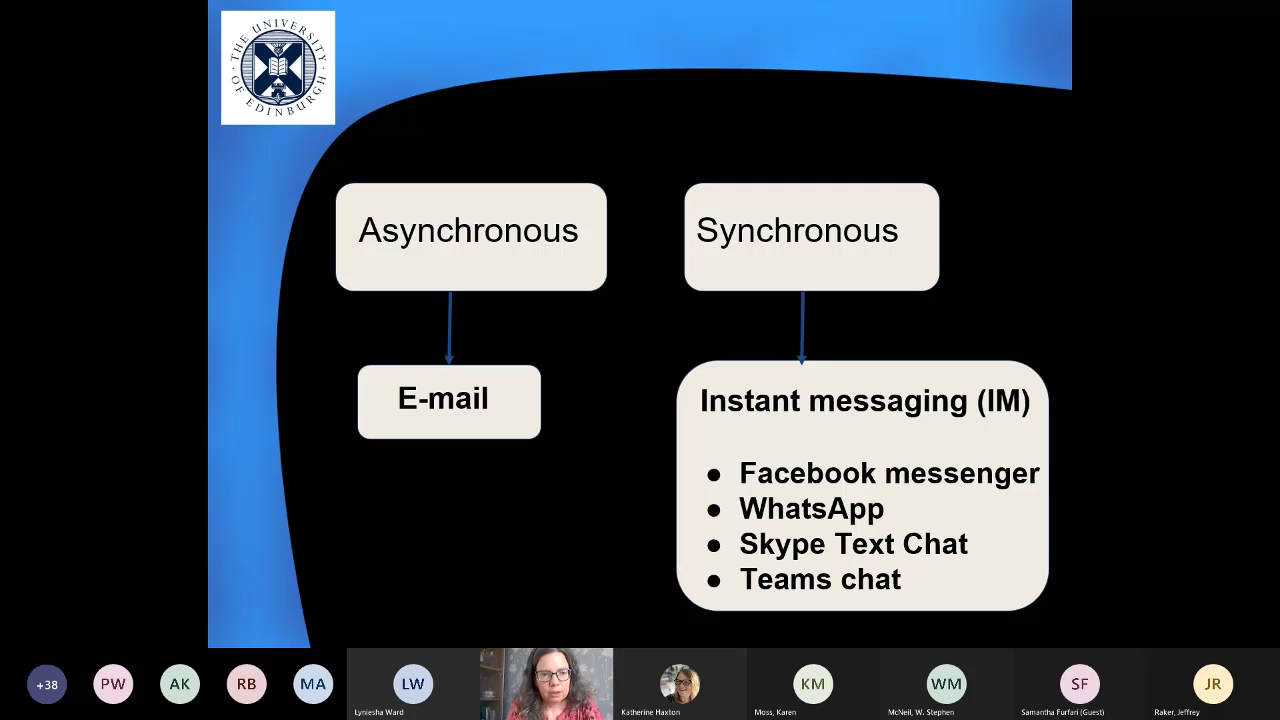 THE UNIVERSITY
OF EDINBURGH
Asynchronous
Synchronous
E-mail
Instant messaging (IM)
● Facebook messenger
● WhatsApp
● Skype Text Chat
● Teams chat
+38
PW
AK
RB
MA
LW
KM
WM
SF
JR
Lyniesha Ward
Katherine Haxton
Moss, Karen
McNeil, W. Stephen
Samantha Furfari (Guest)
Raker, Jeffrey